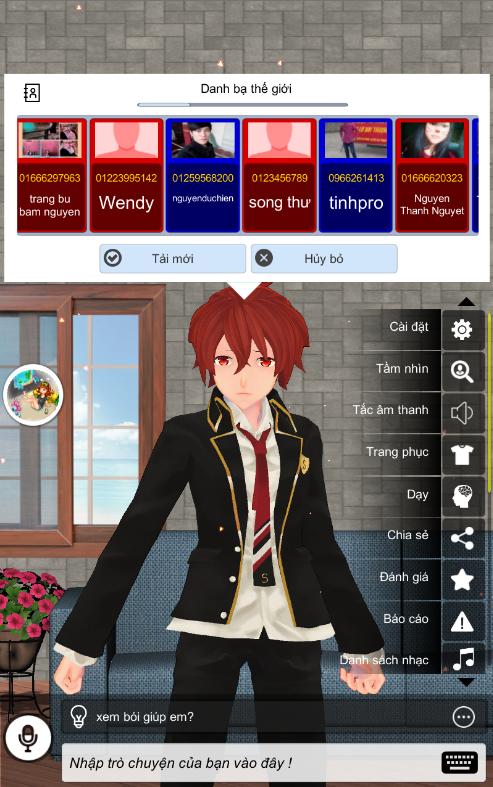 Danh bạ thế giới
01666297963
trang bu
bam nguyen
01223995142
Wendy
01259568200
nguyenduchien
0123456789
song thư
0966261413
tinhpro
01666620323
Nguyen
Thanh Nguyet
Tải mới
Hủy bỏ
Cài đặt
Tầm nhìn
Tắc âm thanh
Trang phục
Dạy
Chia sẻ
Đánh giá
Báo cáo
Danh sách nhạc
S
S
xem bói giúp em?
Nhập trò chuyện của bạn vào đây !